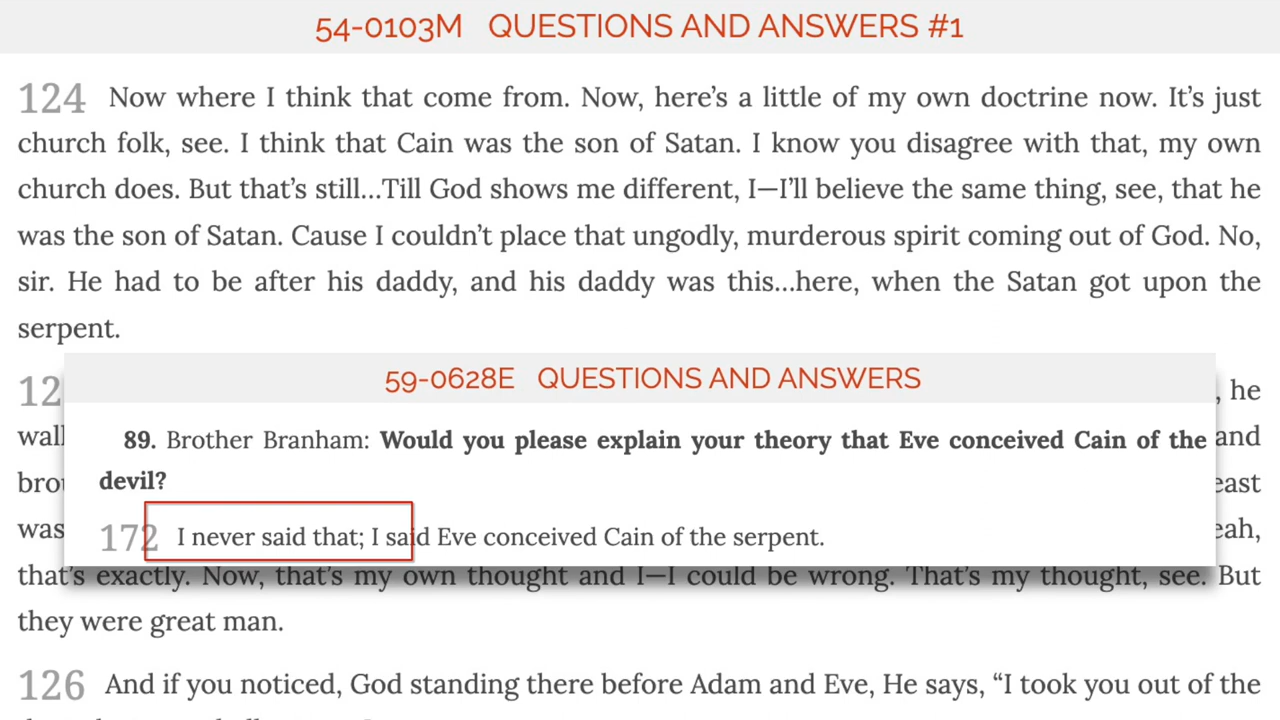 54-0103M QUESTIONS AND ANSWERS #1
124 Now where I think that come from. Now, here’s a little of my own doctrine now. It’s just
church folk, see. I think that Cain was the son of Satan. I know you disagree with that, my own
church does. But that’s still…Till God shows me different, I—I’ll believe the same thing, see, that he
was the son of Satan. Cause I couldn’t place that ungodly, murderous spirit coming out of God. No,
sir. He had to be after his daddy, and his daddy was this…here, when the Satan got upon the
serpent.
59-0628E QUESTIONS AND ANSWERS
89. Brother Branham: Would you please explain your theory that Eve conceived Cain of the
devil?
172 I never said that; I said Eve conceived Cain of the serpent.
, he
and
was
eah,
that’s exactly. Now, that’s my own thought and I—I could be wrong. That’s my thought, see. But
they were great man.
126 And if you noticed, God standing there before Adam and Eve, He says, “I took you out of the